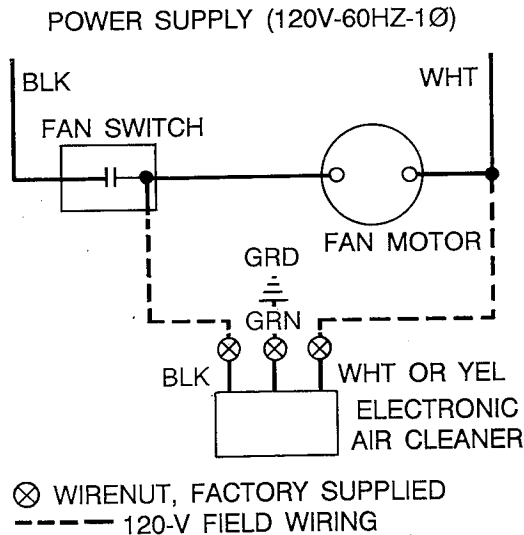 POWER SUPPLY (120V-60HZ-1Ø)
BLK
WHT
FAN SWITCH
FAN MOTOR
GRD
GRN
BLK
WHT OR YEL
ELECTRONIC
AIR CLEANER
WIRENUT, FACTORY SUPPLIED
120-V FIELD WIRING